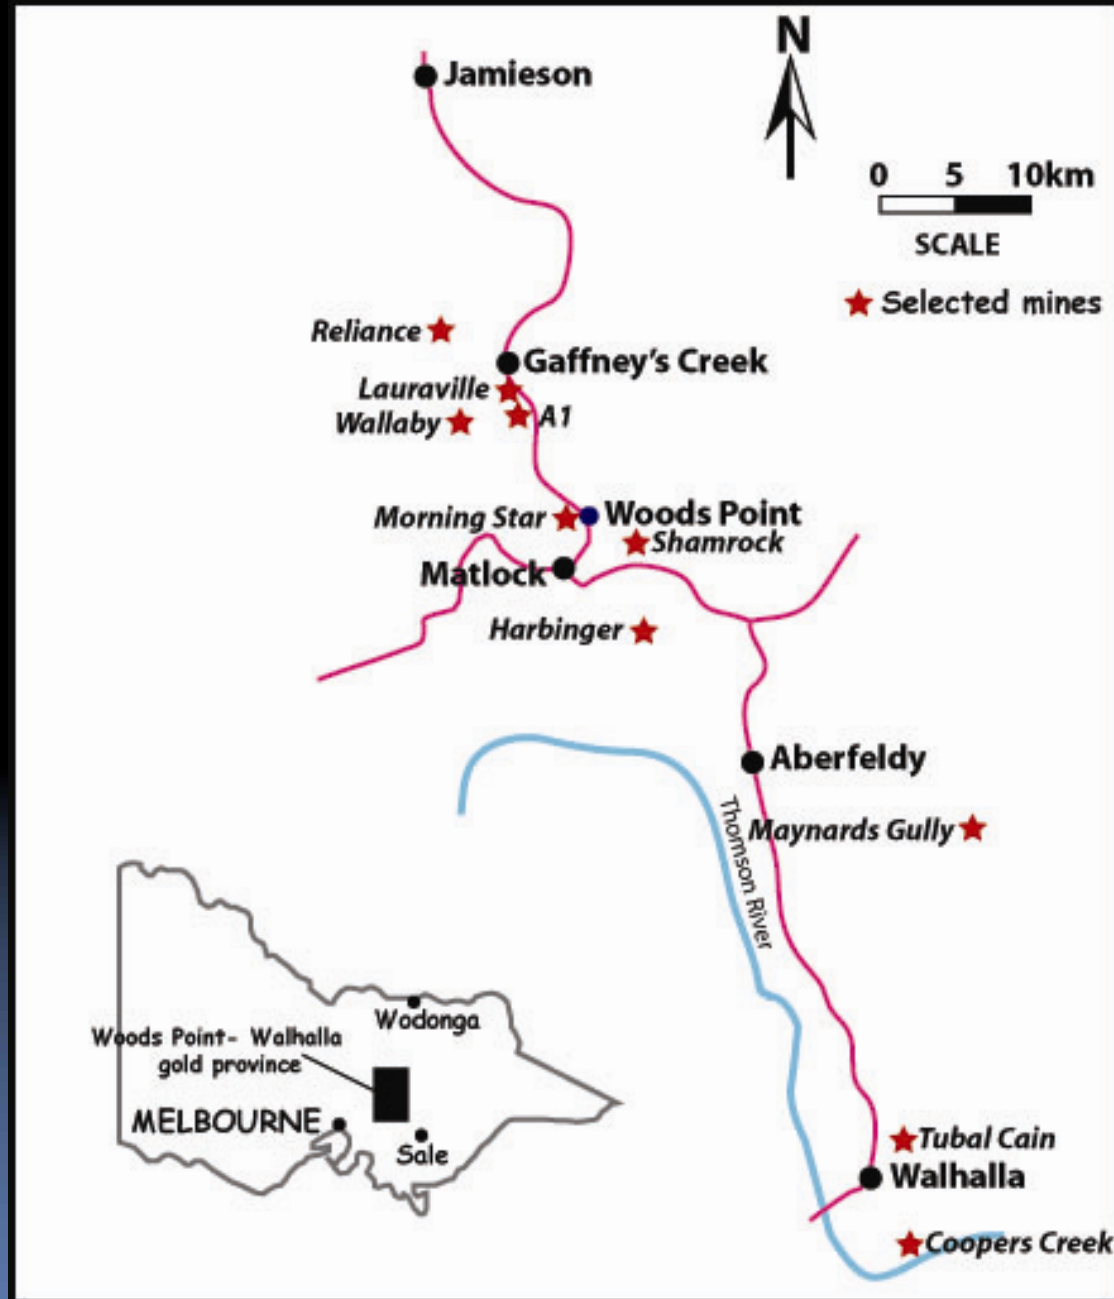 N
Jamieson
0 5 10km
SCALE
Selected mines
Reliance
Gaffney's Creek
Lauraville
Wallaby
A1
Morning Star
Woods Point
Shamrock
Matlock
Harbinger
Aberfeldy
Thomson River
Maynards Gully
Wodonga
Woods Point- Walhalla
gold province
MELBOURNE
Sale
Tubal Cain
Walhalla
Coopers Creek